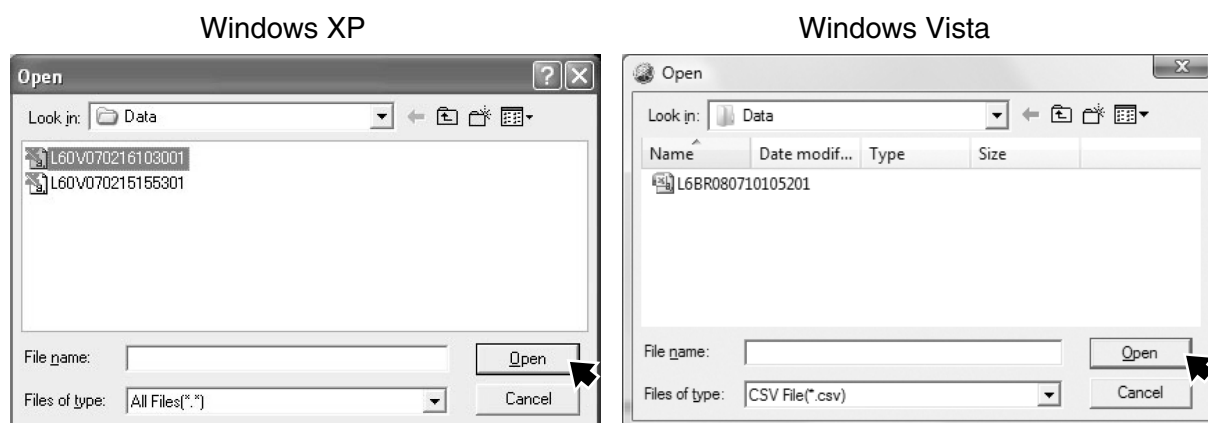 Windows XP
Open
Look in: Data
L60V070216103001
L60V070215155301
File name:
Open
Files of type: All Files(*.*)
Cancel
Windows Vista
Open
Look in: Data
Name Date modif... Type Size
L6BR080710105201
File name:
Open
Files of type: CSV File(*.csv)
Cancel